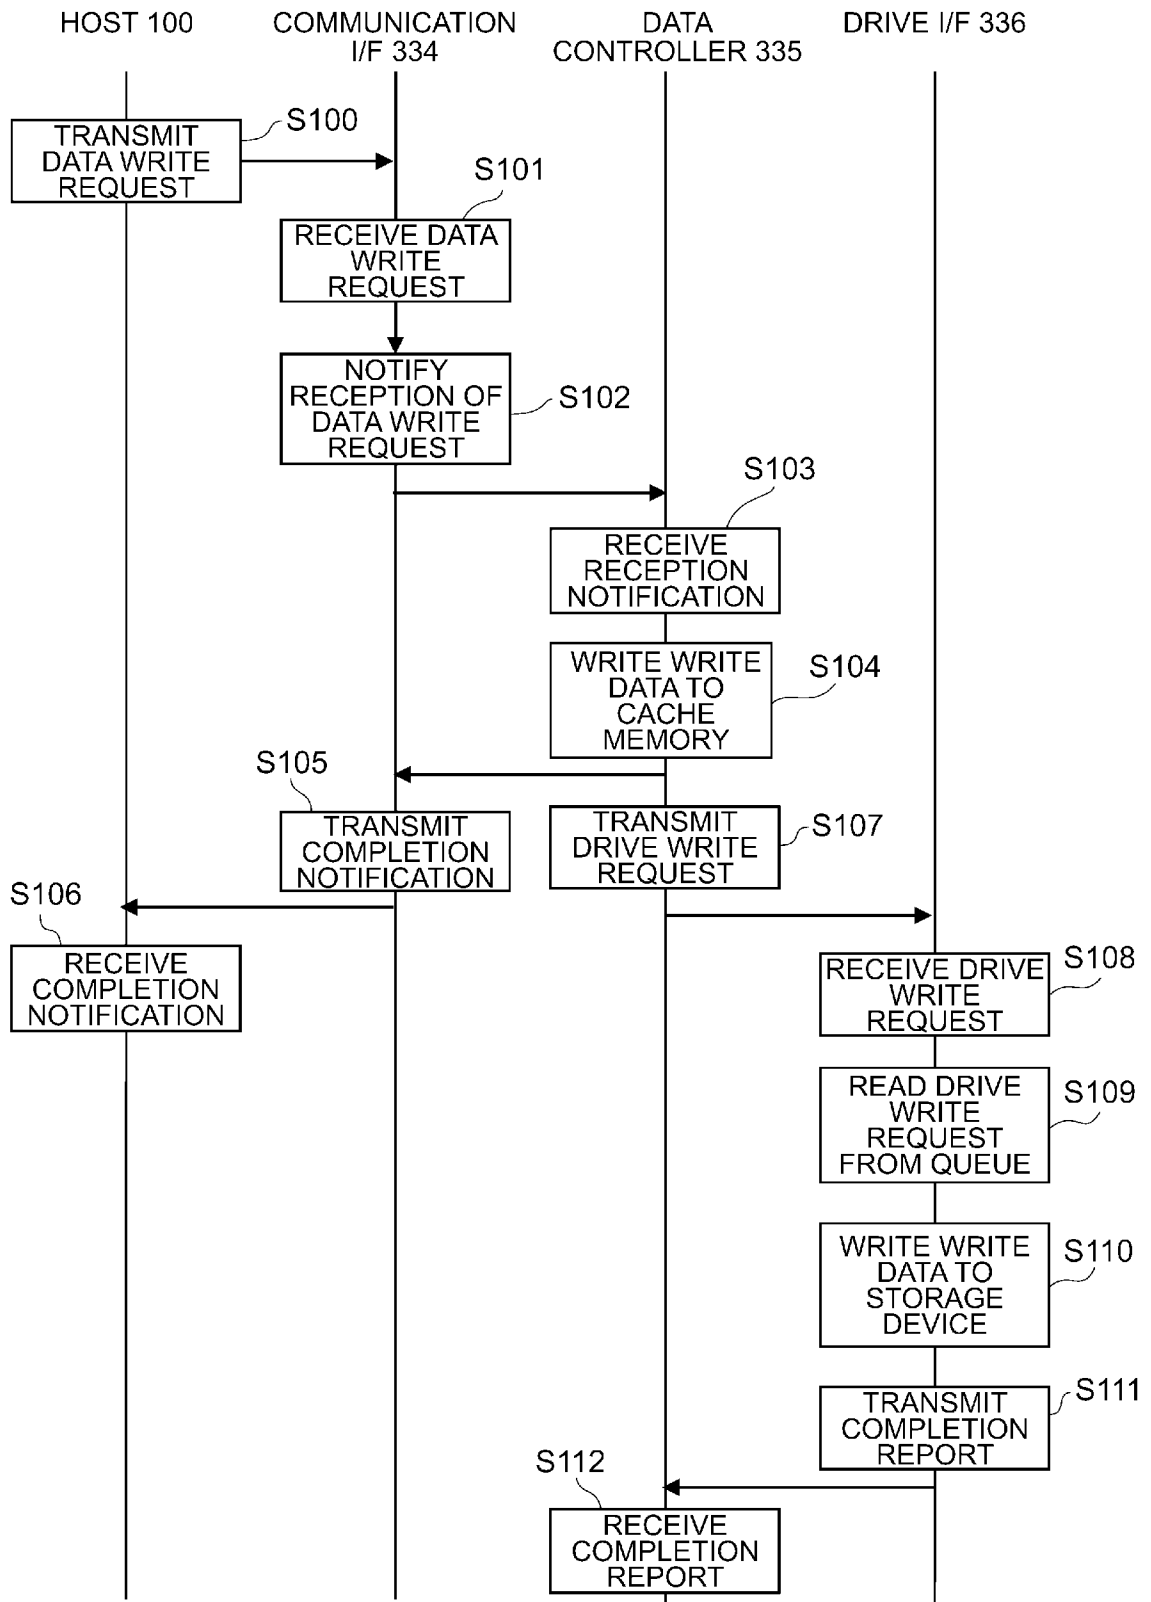 HOST 100
COMMUNICATION
I/F 334
DATA
CONTROLLER 335
DRIVE I/F 336
S100
TRANSMIT
DATA WRITE
REQUEST
S101
RECEIVE DATA
WRITE
REQUEST
S102
NOTIFY
RECEPTION OF
DATA WRITE
REQUEST
S103
RECEIVE
RECEPTION
NOTIFICATION
S104
WRITE WRITE
DATA TO
CACHE
MEMORY
S105
TRANSMIT
COMPLETION
NOTIFICATION
S107
TRANSMIT
DRIVE WRITE
REQUEST
S106
RECEIVE
COMPLETION
NOTIFICATION
S108
RECEIVE DRIVE
WRITE
REQUEST
S109
READ DRIVE
WRITE
REQUEST
FROM QUEUE
S110
WRITE WRITE
DATA TO
STORAGE
DEVICE
S111
TRANSMIT
COMPLETION
REPORT
S112
RECEIVE
COMPLETION
REPORT